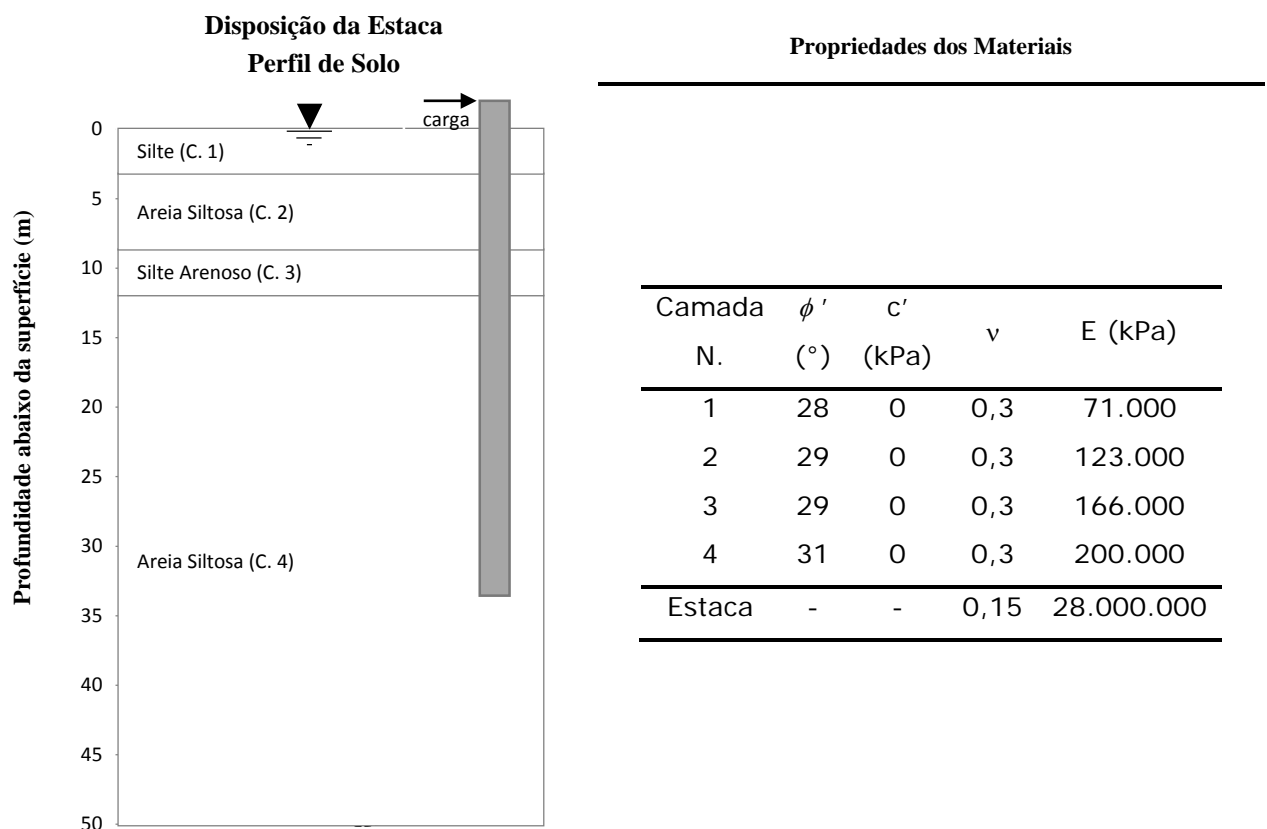 Disposição da Estaca
Perfil de Solo
Propriedades dos Materiais
carga
Profundidade abaixo da superfície (m)
0
5
10
15
20
25
30
35
40
45
50
Silte (C. 1)
Areia Siltosa (C. 2)
Silte Arenoso (C. 3)
Areia Siltosa (C. 4)
Camada N. ϕ ′ (°) c′ (kPa) ν E (kPa)
1 28 0 0,3 71.000
2 29 0 0,3 123.000
3 29 0 0,3 166.000
4 31 0 0,3 200.000
Estaca - - 0,15 28.000.000